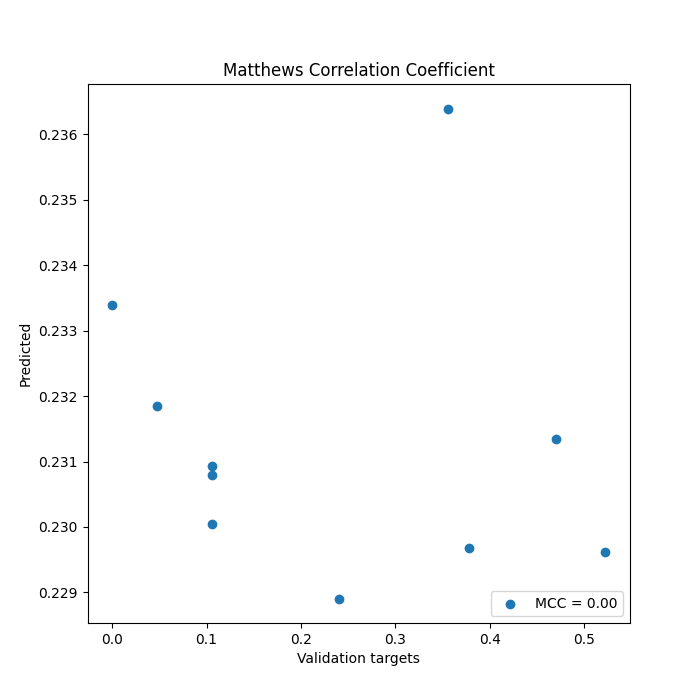 Matthews Correlation Coefficient
0.236
0.235
0.234
0.233
0.232
0.231
0.230
0.229
Predicted
MCC = 0.00
0.0 0.1 0.2 0.3 0.4 0.5
Validation targets